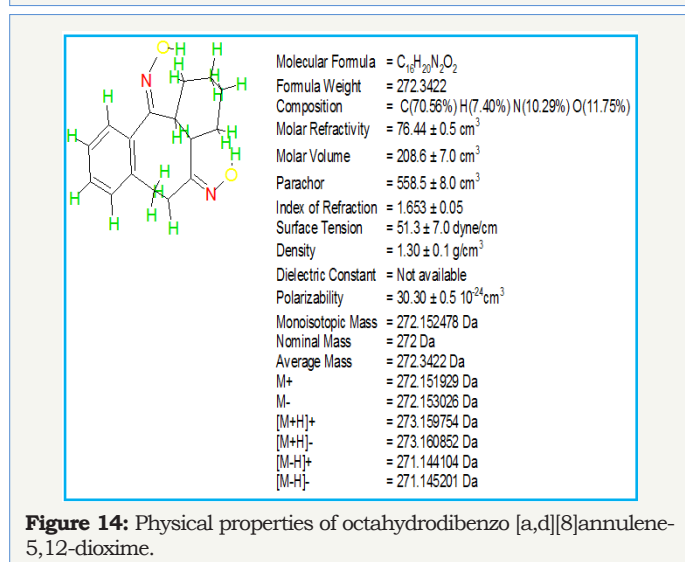 Molecular Formula = C16H20N2O2
Formula Weight = 272.3422
Composition = C(70.56%) H(7.40%) N(10.29%) O(11.75%)
Molar Refractivity = 76.44 ± 0.5 cm3
Molar Volume = 208.6 ± 7.0 cm3
Parachor = 558.5 ± 8.0 cm3
Index of Refraction = 1.653 ± 0.05
Surface Tension = 51.3 ± 7.0 dyne/cm
Density = 1.30 ± 0.1 g/cm3
Dielectric Constant = Not available
Polarizability = 30.30 ± 0.5 10-24cm3
Monoisotopic Mass = 272.152478 Da
Nominal Mass = 272 Da
Average Mass = 272.3422 Da
M+ = 272.151929 Da
M- = 272.153026 Da
[M+H]+ = 273.159754 Da
[M+H]- = 273.160852 Da
[M-H]+ = 271.144104 Da
[M-H]- = 271.145201 Da
O H H
N H H H
H
H
H H
H O
H H N
H H
H
Figure 14: Physical properties of octahydrodibenzo [a,d][8]annulene-
5,12-dioxime.